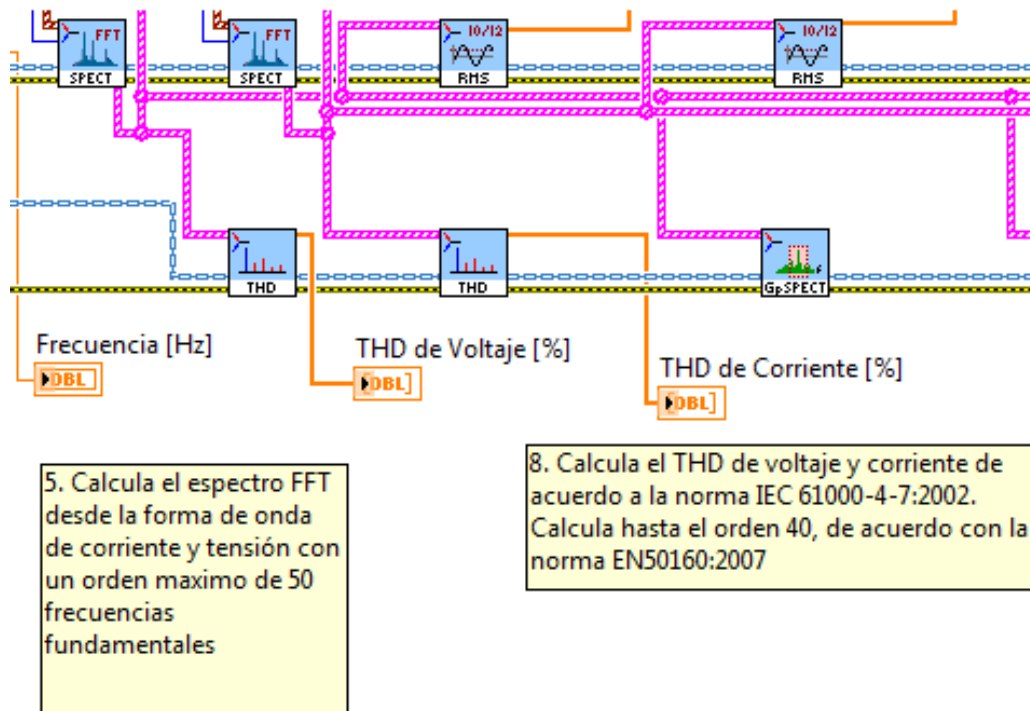 FFT
SPECT
FFT
SPECT
10/12
RMS
10/12
RMS
THD
THD
GpSPECT
Frecuencia [Hz]
DBL
THD de Voltaje [%]
[DBL]
THD de Corriente [%]
[DBL]
5. Calcula el espectro FFT
desde la forma de onda
de corriente y tensión con
un orden maximo de 50
frecuencias
fundamentales
8. Calcula el THD de voltaje y corriente de
acuerdo a la norma IEC 61000-4-7:2002.
Calcula hasta el orden 40, de acuerdo con la
norma EN50160:2007